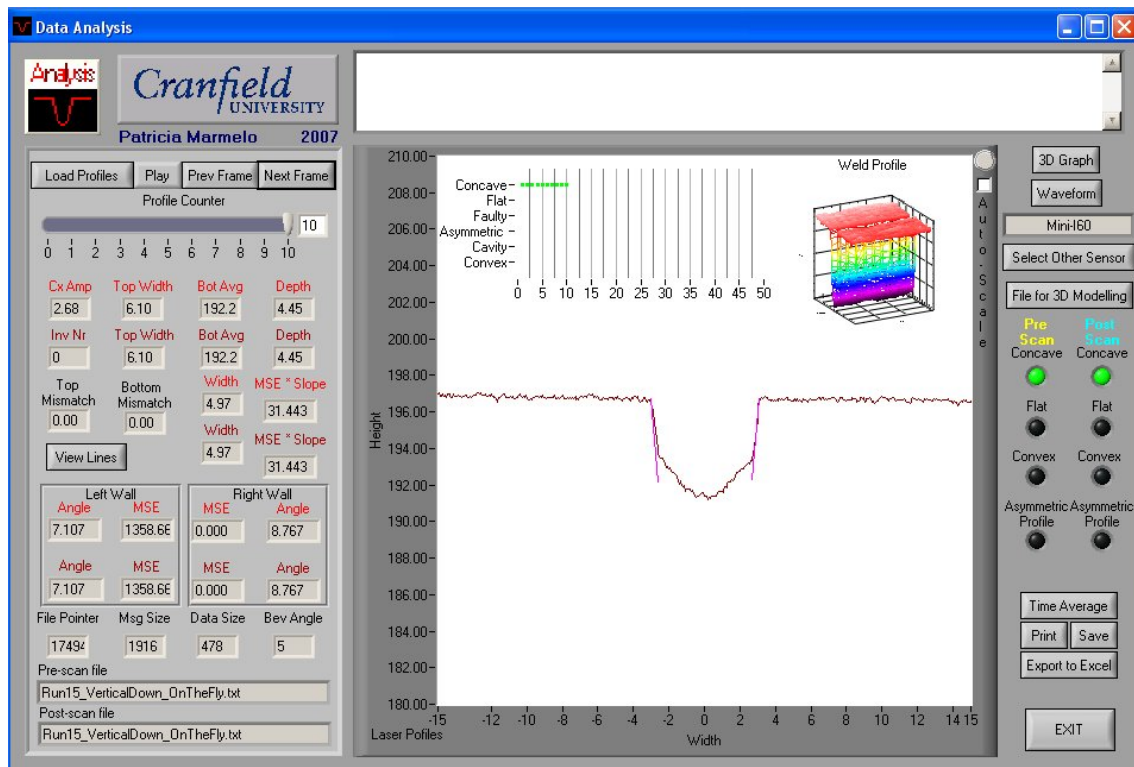 Data Analysis
Analysis
Cranfield
UNIVERSITY
Patricia Marmelo 2007
Load Profiles Play Prev Frame Next Frame
Profile Counter
10
0 1 2 3 4 5 6 7 8 9 10
Cx Amp Top Width Bot Avg Depth
2.68 6.10 192.2 4.45
Inv Nr Top Width Bot Avg Depth
0 6.10 192.2 4.45
Top Mismatch Bottom Mismatch Width MSE * Slope
0.00 0.00 4.97 31.443
Width MSE * Slope
View Lines 4.97 31.443
Left Wall Right Wall
Angle MSE MSE Angle
7.107 1358.66 0.000 8.767
Angle MSE MSE Angle
7.107 1358.66 0.000 8.767
File Pointer Msg Size Data Size Bev Angle
17494 1916 478 5
Pre-scan file
Run15_VerticalDown_OnTheFly.txt
Post-scan file
Run15_VerticalDown_OnTheFly.txt
210.00
208.00
206.00
204.00
202.00
200.00
198.00
196.00
194.00
192.00
190.00
188.00
186.00
184.00
182.00
180.00
Height
-15 -12 -10 -8 -6 -4 -2 0 2 4 6 8 10 12 14 15
Width
Laser Pofiles
Concave
Flat
Faulty
Asymmetric
Cavity
Convex
0 5 10 15 20 25 30 35 40 45 50
Weld Profile
Auto-Scale
3D Graph
Waveform
Mini-I60
Select Other Sensor
File for 3D Modelling
Pre Scan Post Scan
Concave Concave
Flat Flat
Convex Convex
Asymmetric Profile Asymmetric Profile
Time Average
Print Save
Export to Excel
EXIT